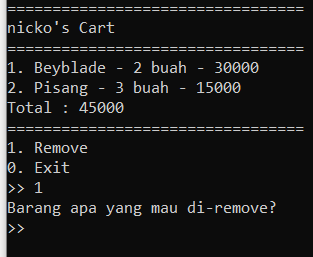 =================================
nicko's Cart
=================================
1. Beyblade - 2 buah - 30000
2. Pisang - 3 buah - 15000
Total : 45000
=================================
1. Remove
0. Exit
>> 1
Barang apa yang mau di-remove?
>>